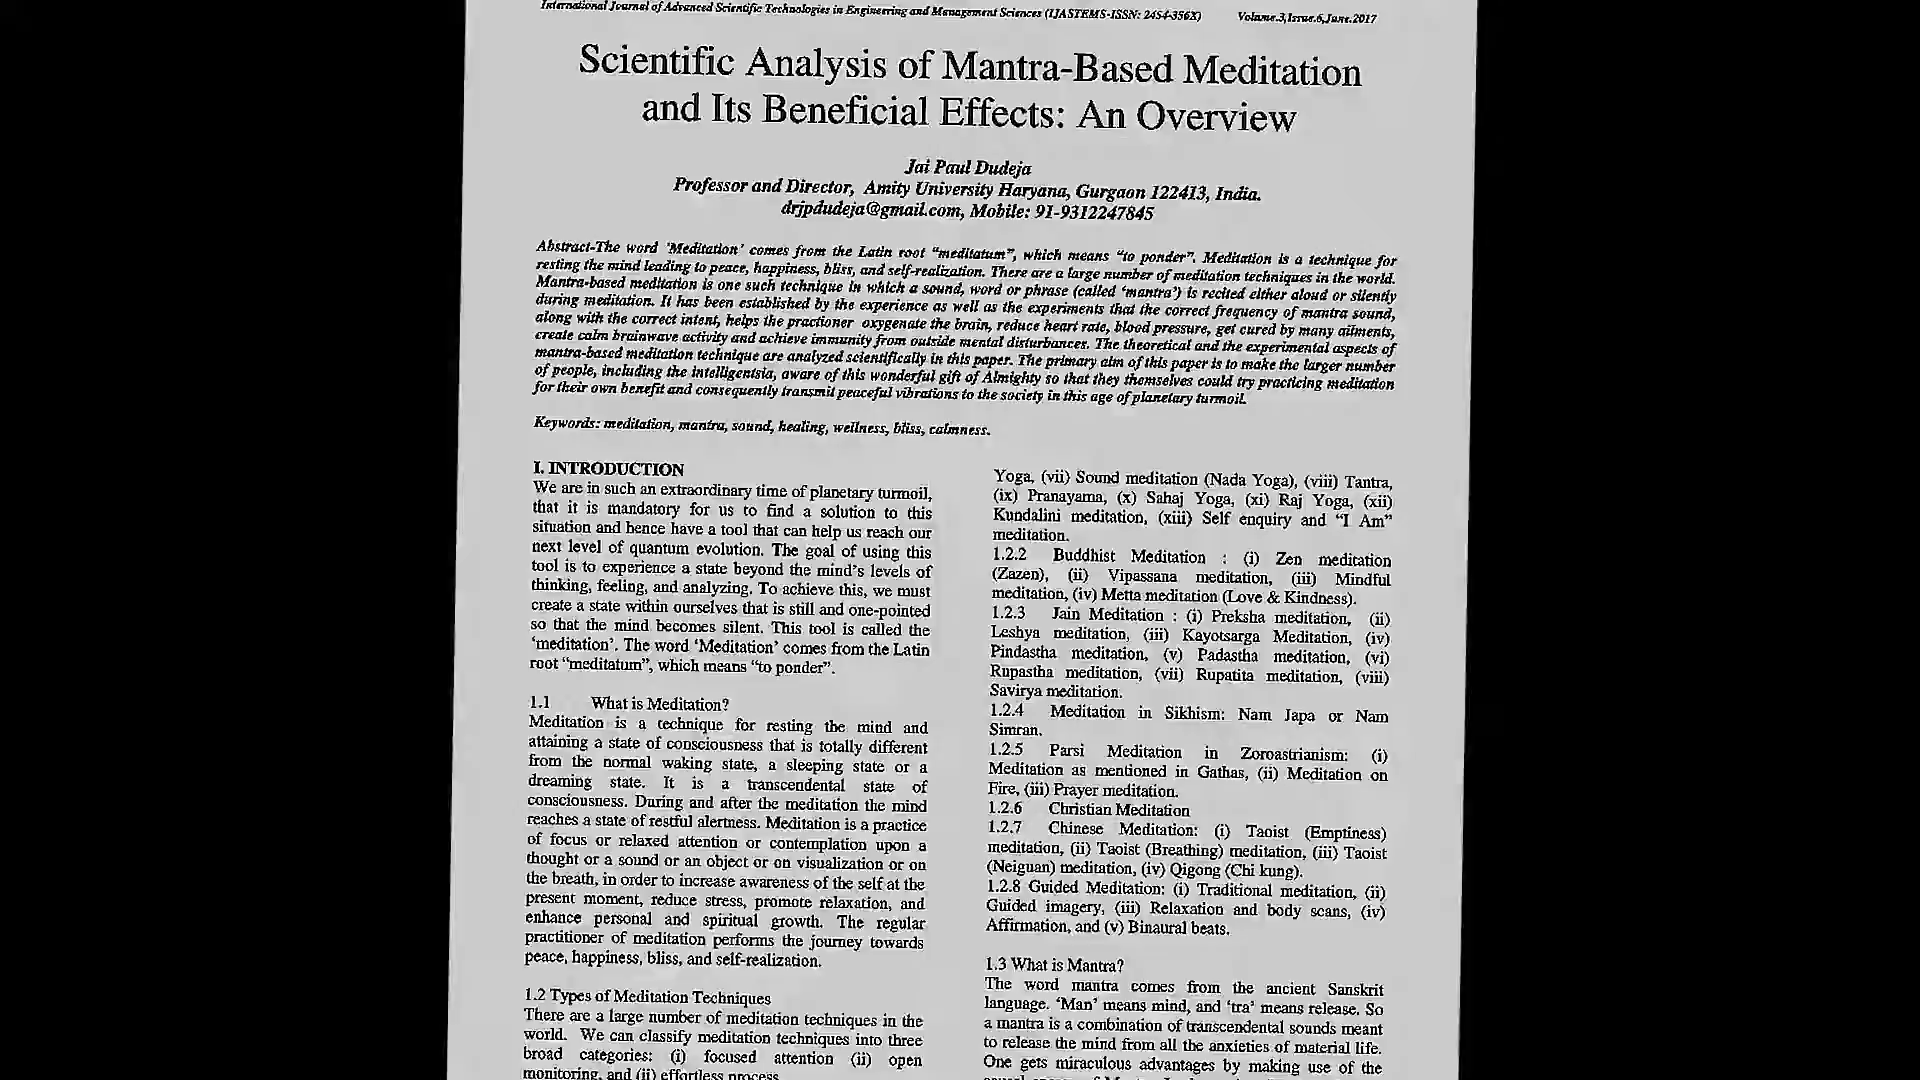 International Journal of Advanced Scientific Technologies in Engineering and Management Sciences (IJASTEMS-ISSN: 2454-356X) Volume.3,Issue.6,June.2017
Scientific Analysis of Mantra-Based Meditation
and Its Beneficial Effects: An Overview
Jai Paul Dudeja
Professor and Director, Amity University Haryana, Gurgaon 122413, India.
drjpdudeja@gmail.com, Mobile: 91-9312247845
Abstract-The word 'Meditation' comes from the Latin root "meditatum", which means "to ponder". Meditation is a technique for
resting the mind leading to peace, happiness, bliss, and self-realization. There are a large number of meditation techniques in the world.
Mantra-based meditation is one such technique in which a sound, word or phrase (called 'mantra') is recited either aloud or silently
during meditation. It has been established by the experience as well as the experiments that the correct frequency of mantra sound,
along with the correct intent, helps the practioner oxygenate the brain, reduce heart rate, blood pressure, get cured by many ailments,
create calm brainwave activity and achieve immunity from outside mental disturbances. The theoretical and the experimental aspects of
mantra-based meditation technique are analyzed scientifically in this paper. The primary aim of this paper is to make the larger number
of people, including the intelligentsia, aware of this wonderful gift of Almighty so that they themselves could try practicing meditation
for their own benefit and consequently transmit peaceful vibrations to the society in this age of planetary turmoil.
Keywords: meditation, mantra, sound, healing, wellness, bliss, calmness.
I. INTRODUCTION
We are in such an extraordinary time of planetary turmoil,
that it is mandatory for us to find a solution to this
situation and hence have a tool that can help us reach our
next level of quantum evolution. The goal of using this
tool is to experience a state beyond the mind's levels of
thinking, feeling, and analyzing. To achieve this, we must
create a state within ourselves that is still and one-pointed
so that the mind becomes silent. This tool is called the
'meditation'. The word 'Meditation' comes from the Latin
root "meditatum", which means "to ponder".
1.1 What is Meditation?
Meditation is a technique for resting the mind and
attaining a state of consciousness that is totally different
from the normal waking state, a sleeping state or a
dreaming state. It is a transcendental state of
consciousness. During and after the meditation the mind
reaches a state of restful alertness. Meditation is a practice
of focus or relaxed attention or contemplation upon a
thought or a sound or an object or on visualization or on
the breath, in order to increase awareness of the self at the
present moment, reduce stress, promote relaxation, and
enhance personal and spiritual growth. The regular
practitioner of meditation performs the journey towards
peace, happiness, bliss, and self-realization.
1.2 Types of Meditation Techniques
There are a large number of meditation techniques in the
world. We can classify meditation techniques into three
broad categories: (i) focused attention (ii) open
monitoring, and (ii) effortless process
Yoga, (vii) Sound meditation (Nada Yoga), (viii) Tantra,
(ix) Pranayama, (x) Sahaj Yoga, (xi) Raj Yoga, (xii)
Kundalini meditation, (xiii) Self enquiry and "I Am"
meditation.
1.2.2 Buddhist Meditation : (i) Zen meditation
(Zazen), (ii) Vipassana meditation, (iii) Mindful
meditation, (iv) Metta meditation (Love & Kindness).
1.2.3 Jain Meditation : (i) Preksha meditation, (ii)
Leshya meditation, (iii) Kayotsarga Meditation, (iv)
Pindastha meditation, (v) Padastha meditation, (vi)
Rupastha meditation, (vii) Rupatita meditation, (viii)
Savirya meditation.
1.2.4 Meditation in Sikhism: Nam Japa or Nam
Simran.
1.2.5 Parsi Meditation in Zoroastrianism: (i)
Meditation as mentioned in Gathas, (ii) Meditation on
Fire, (iii) Prayer meditation.
1.2.6 Christian Meditation
1.2.7 Chinese Meditation: (i) Taoist (Emptiness)
meditation, (ii) Taoist (Breathing) meditation, (iii) Taoist
(Neiguan) meditation, (iv) Qigong (Chi kung).
1.2.8 Guided Meditation: (i) Traditional meditation, (ii)
Guided imagery, (iii) Relaxation and body scans, (iv)
Affirmation, and (v) Binaural beats.
1.3 What is Mantra?
The word mantra comes from the ancient Sanskrit
language. 'Man' means mind, and 'tra' means release. So
a mantra is a combination of transcendental sounds meant
to release the mind from all the anxieties of material life.
One gets miraculous advantages by making use of the